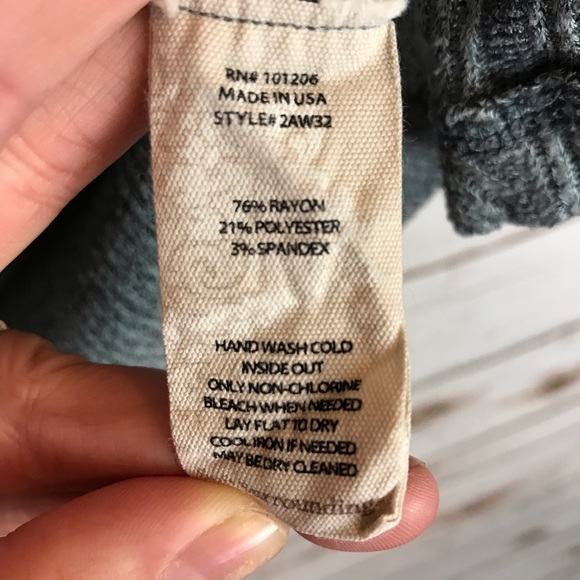 RN# 101206
MADE IN USA
STYLE# 2AW32
76% RAYON
21% POLYESTER
3% SPANDEX
HAND WASH COLD
INSIDE OUT
ONLY NON-CHLORINE
BLEACH WHEN NEEDED
LAY FLAT TO DRY
COOL IRON IF NEEDED
MAY BE DRY CLEANED
surrounding